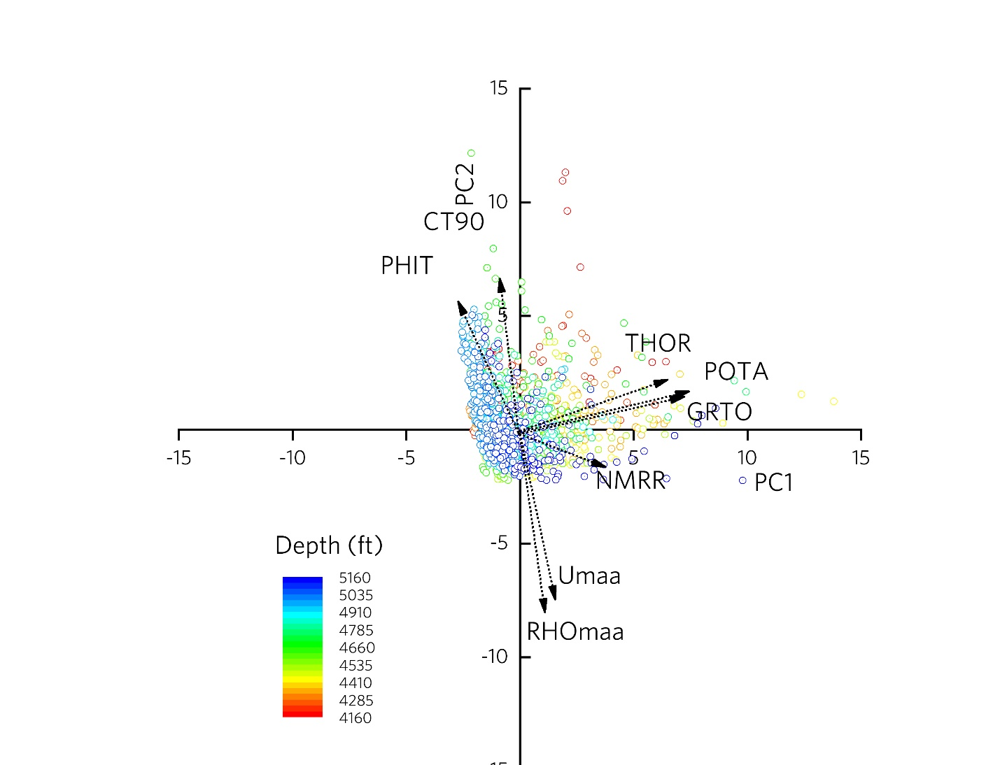 15
PC2
10
CT90
PHIT
5
THOR
POTA
GRTO
-15
-10
-5
5
10
15
NMRR
PC1
-5
Depth (ft)
Umaa
5160
5035
4910
4785
4660
4535
4410
4285
4160
RHOmaa
-10